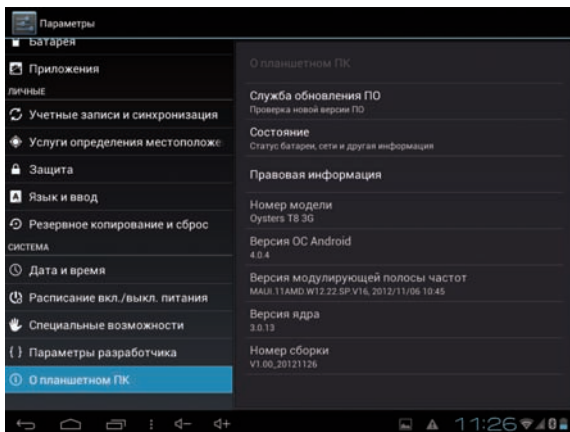 Параметры
Батарея
Приложения
ЛИЧНЫЕ
Учетные записи и синхронизация
Услуги определения местоположе
Защита
Язык и ввод
Резервное копирование и сброс
СИСТЕМА
Дата и время
Расписание вкл./выкл. питания
Специальные возможности
{ } Параметры разработчика
О планшетном ПК
О планшетном ПК
Служба обновления ПО
Проверка новой версии ПО
Состояние
Статус батареи, сети и другая информация
Правовая информация
Номер модели
Oysters T8 3G
Версия ОС Android
4.0.4
Версия модулирующей полосы частот
MAUI.11AMD.W12.22.SP.V16, 2012/11/06 10:45
Версия ядра
3.0.13
Номер сборки
V1.00_20121126
11:26